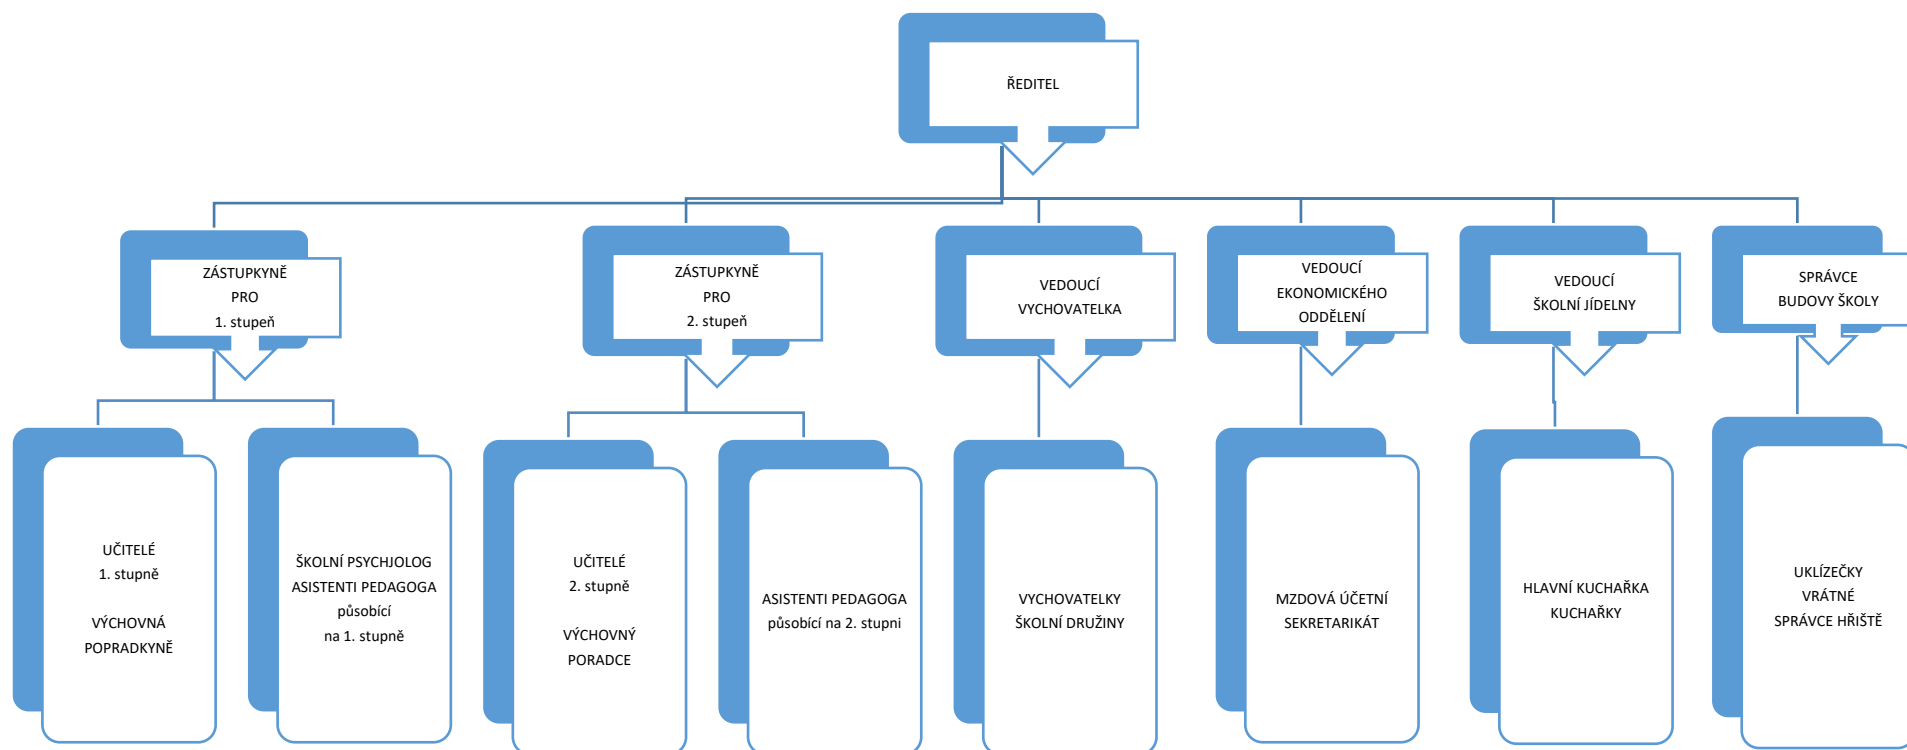 ŘEDITEL
ZÁSTUPKYNĚ
PRO
1. stupeň
ZÁSTUPKYNĚ
PRO
2. stupeň
VEDOUCÍ
VYCHOVATELKA
VEDOUCÍ
EKONOMICKÉHO
ODDĚLENÍ
VEDOUCÍ
ŠKOLNÍ JÍDELNY
SPRÁVCE
BUDOVY ŠKOLY
UČITELÉ
1. stupně
VÝCHOVNÁ
POPRADKYNĚ
ŠKOLNÍ PSYCHJOLOG
ASISTENTI PEDAGOGA
působící
na 1. stupně
UČITELÉ
2. stupně
VÝCHOVNÝ
PORADCE
ASISTENTI PEDAGOGA
působící na 2. stupni
VYCHOVATELKY
ŠKOLNÍ DRUŽINY
MZDOVÁ ÚČETNÍ
SEKRETARIKÁT
HLAVNÍ KUCHAŘKA
KUCHAŘKY
UKLÍZEČKY
VRÁTNÉ
SPRÁVCE HŘIŠTĚ